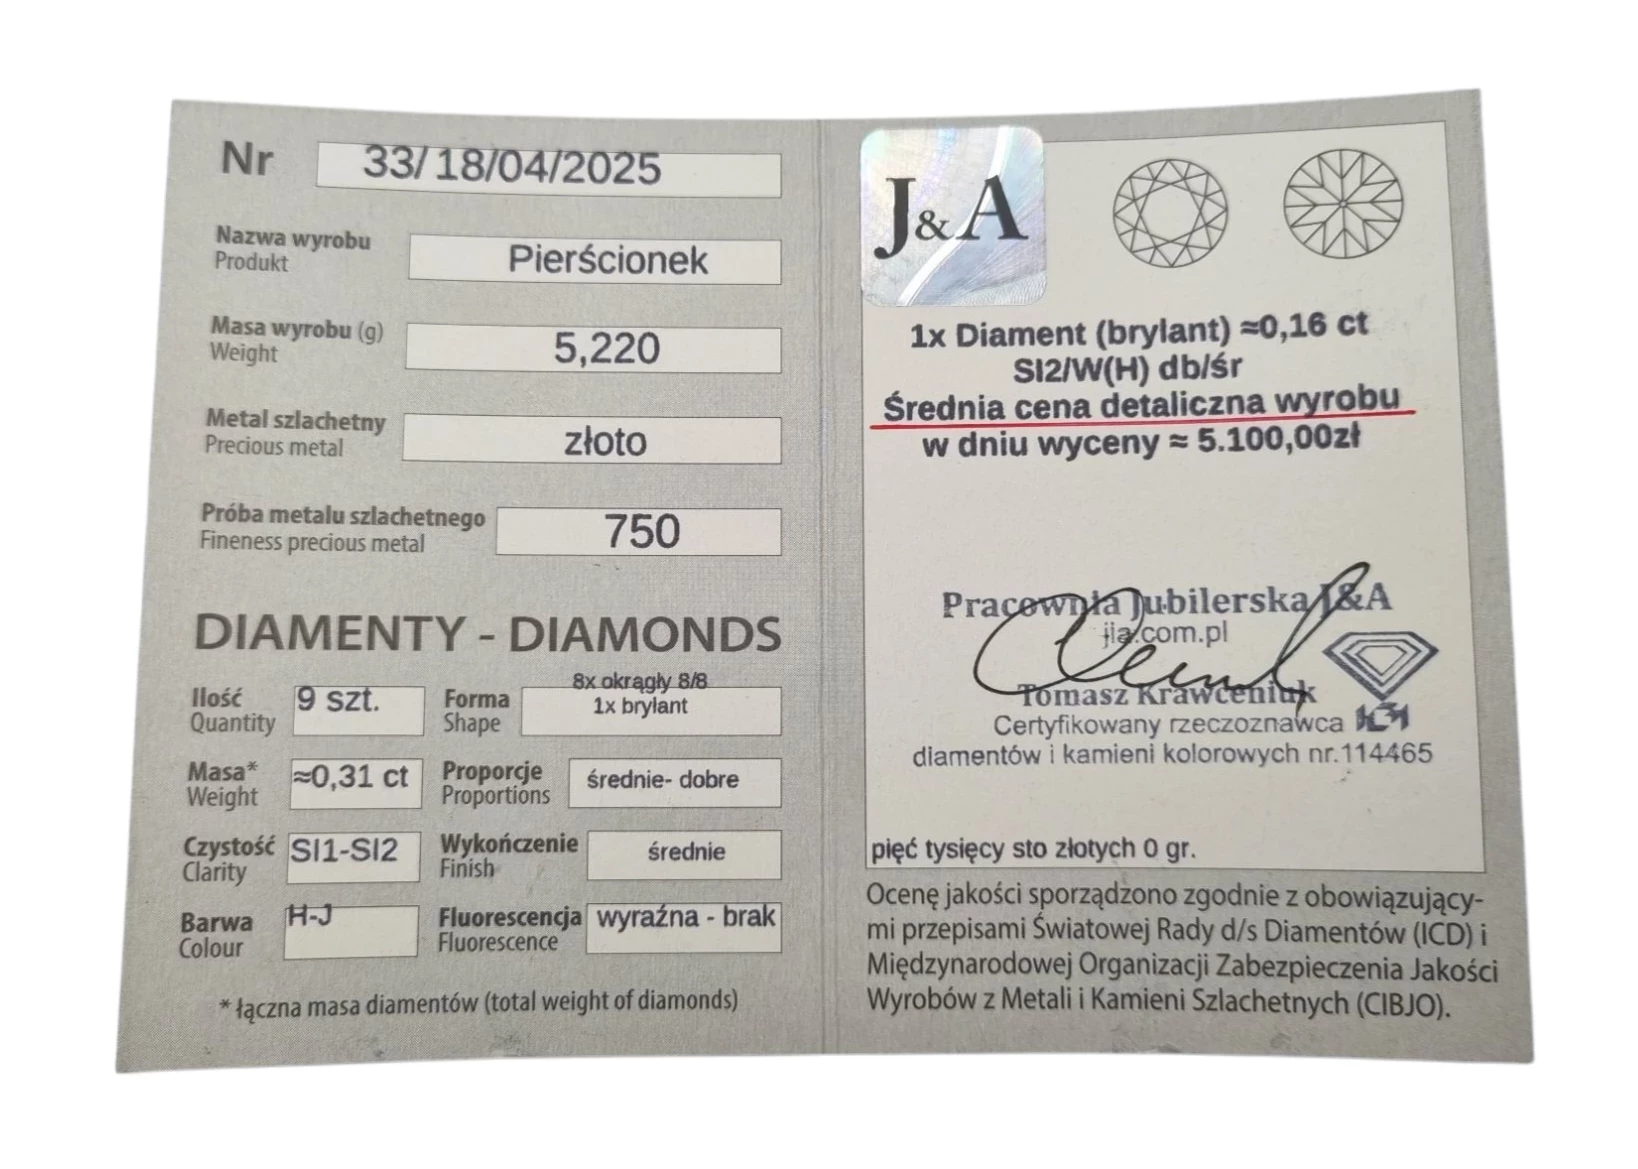 Nr 33/18/04/2025
Nazwa wyrobu
Produkt
Pierścionek
Masa wyrobu (g)
Weight
5,220
Metal szlachetny
Precious metal
złoto
Próba metalu szlachetnego
Fineness precious metal
750
DIAMENTY - DIAMONDS
Ilość
Quantity
9 szt.
Forma
Shape
8x okrągły 8/8
1x brylant
Masa*
Weight
≈0,31 ct
Proporcje
Proportions
średnie- dobre
Czystość
Clarity
SI1-SI2
Wykończenie
Finish
średnie
Barwa
Colour
H-J
Fluorescencja
Fluorescence
wyraźna - brak
* łączna masa diamentów (total weight of diamonds)
J&A
1x Diament (brylant) ≈0,16 ct
SI2/W(H) db/śr
Średnia cena detaliczna wyrobu
w dniu wyceny ≈ 5.100,00zł
Pracownia Jubilerska J&A
jia.com.pl
Tomasz Krawceniuk
Certyfikowany rzeczoznawca
diamentów i kamieni kolorowych nr.114465
pięć tysięcy sto złotych 0 gr.
Ocenę jakości sporządzono zgodnie z obowiązujący-
mi przepisami Światowej Rady d/s Diamentów (ICD) i
Międzynarodowej Organizacji Zabezpieczenia Jakości
Wyrobów z Metali i Kamieni Szlachetnych (CIBJO).